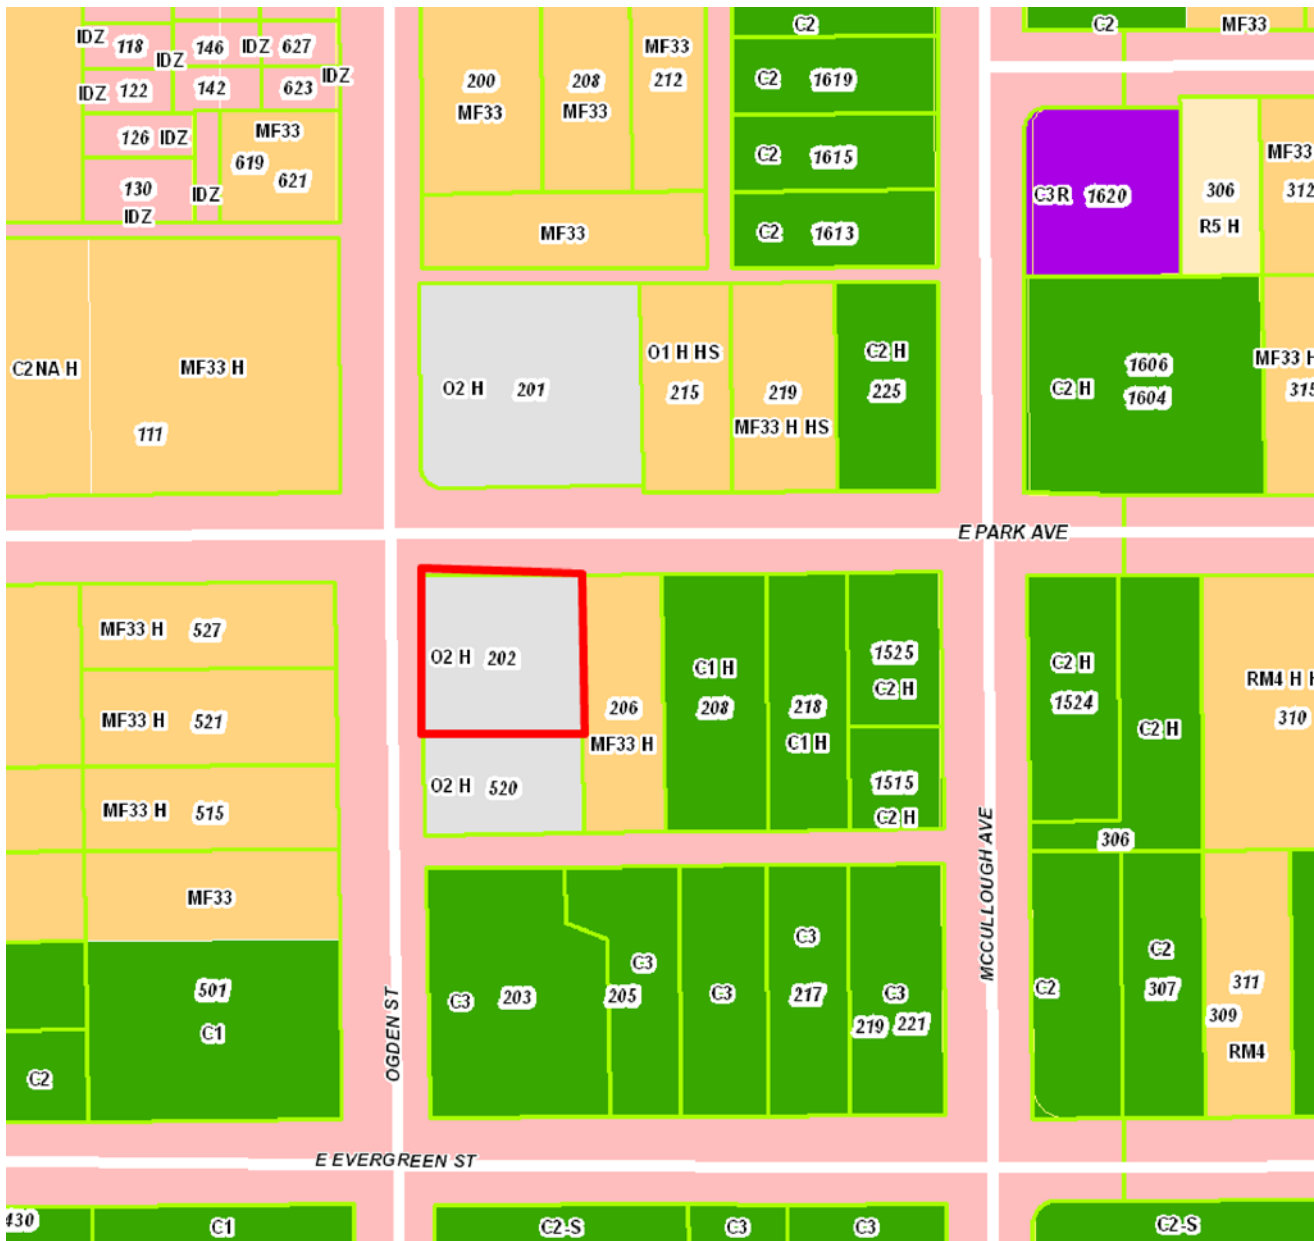 IDZ 118
IDZ
146
IDZ 627
IDZ
MF33
212
C2
C2
MF33
200
MF33
208
MF33
C2 1619
IDZ 122
142
623
126 IDZ
MF33
619
621
130
IDZ
IDZ
C2 1615
C3R 1620
306
R5 H
MF33
312
MF33
C2 1613
C2NA H
MF33 H
111
O2 H 201
O1 H HS
215
219
MF33 H HS
C2 H
225
1606
1604
C2 H
MF33 H
315
E PARK AVE
MF33 H 527
O2 H 202
206
MF33 H
C1 H
208
218
C1 H
1525
C2 H
C2 H
1524
C2 H
RM4 H H
310
MF33 H 521
O2 H 520
1515
C2 H
MF33 H 515
306
MF33
501
C1
C2
OGDEN ST
C3 203
C3
205
C3
C3
217
C3
219 221
MCCULLOUGH AVE
C2
C2
307
311
309
RM4
E EVERGREEN ST
430
C1
C2-S
C3
C3
C2-S